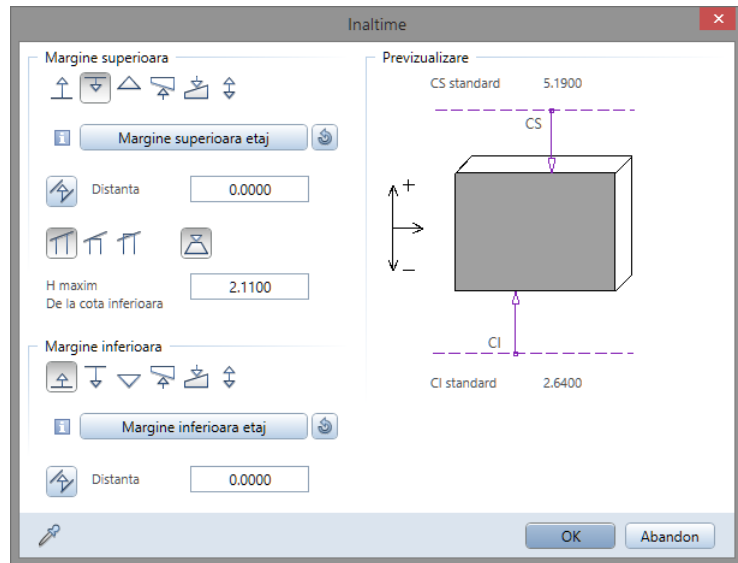 Inaltime
Margine superioara
Margine superioara etaj
Distanta 0.0000
H maxim 2.1100
De la cota inferioara
Margine inferioara
Margine inferioara etaj
Distanta 0.0000
Previzualizare
CS standard 5.1900
CS
+
–
CI
CI standard 2.6400
OK Abandon